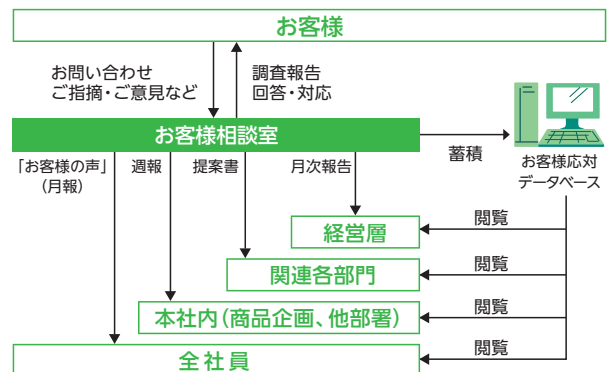 お客様
お問い合わせ
ご指摘・ご意見など
調査報告
回答・対応
お客様相談室
蓄積
お客様応対
データベース
「お客様の声」
（月報）
週報
提案書
月次報告
経営層
閲覧
関連各部門
閲覧
本社内（商品企画、他部署）
閲覧
全社員
閲覧